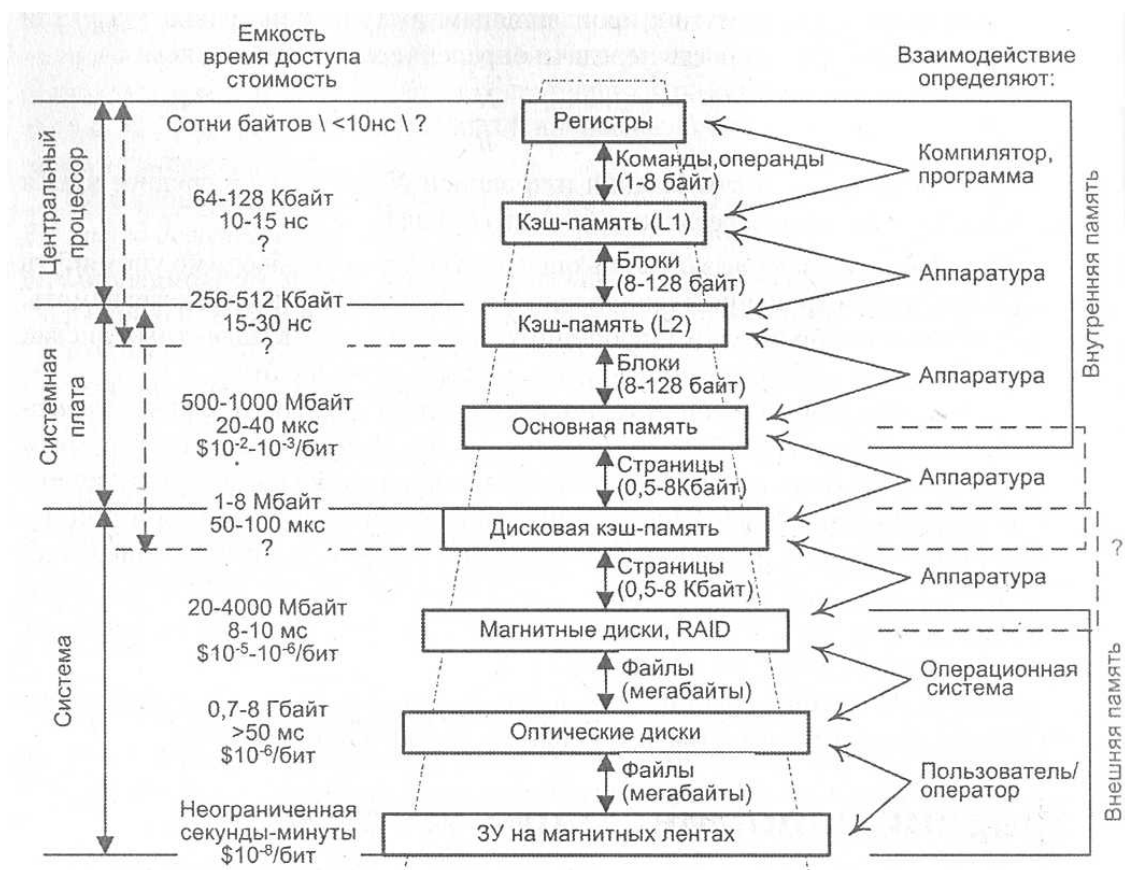 Емкость
время доступа
стоимость
Взаимодействие
определяют:
Центральный
процессор
Системная
плата
Система
Сотни байтов \ <10нс \ ?
64-128 Кбайт
10-15 нс
?
256-512 Кбайт
15-30 нс
?
500-1000 Мбайт
20-40 мкс
$10⁻²-10⁻³/бит
1-8 Мбайт
50-100 мкс
?
20-4000 Мбайт
8-10 мс
$10⁻⁵-10⁻⁶/бит
0,7-8 Гбайт
>50 мс
$10⁻⁶/бит
Неограниченная
секунды-минуты
$10⁻⁸/бит
Регистры
Команды,операнды
(1-8 байт)
Кэш-память (L1)
Блоки
(8-128 байт)
Кэш-память (L2)
Блоки
(8-128 байт)
Основная память
Страницы
(0,5-8Кбайт)
Дисковая кэш-память
Страницы
(0,5-8 Кбайт)
Магнитные диски, RAID
Файлы
(мегабайты)
Оптические диски
Файлы
(мегабайты)
ЗУ на магнитных лентах
Компилятор,
программа
Аппаратура
Аппаратура
Аппаратура
Аппаратура
Операционная
система
Пользователь/
оператор
Внутренняя память
?
Внешняя память